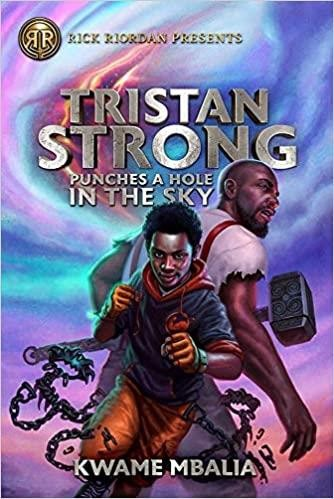 RR
RICK RIORDAN PRESENTS
TRISTAN
STRONG
PUNCHES A HOLE
IN THE SKY
KWAME MBALIA